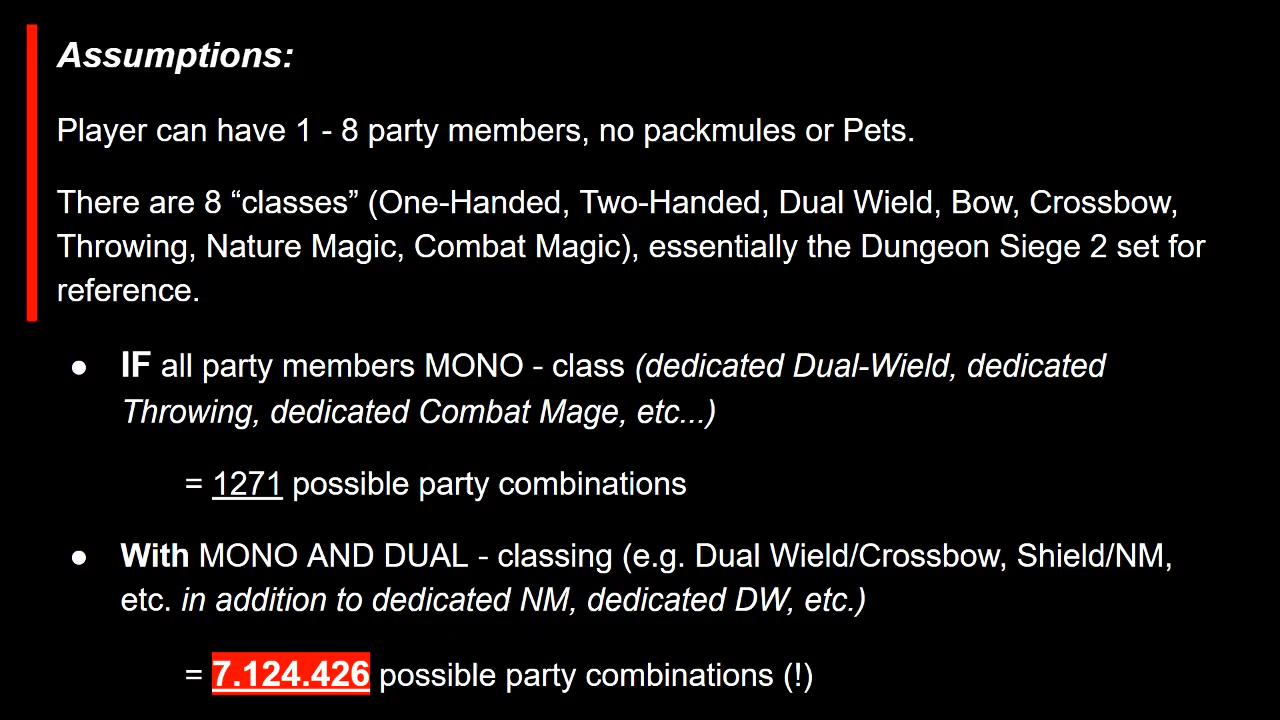 Assumptions:
Player can have 1 - 8 party members, no packmules or Pets.
There are 8 “classes” (One-Handed, Two-Handed, Dual Wield, Bow, Crossbow,
Throwing, Nature Magic, Combat Magic), essentially the Dungeon Siege 2 set for
reference.
● IF all party members MONO - class (dedicated Dual-Wield, dedicated
Throwing, dedicated Combat Mage, etc...)
= 1271 possible party combinations
● With MONO AND DUAL - classing (e.g. Dual Wield/Crossbow, Shield/NM,
etc. in addition to dedicated NM, dedicated DW, etc.)
= 7.124.426 possible party combinations (!)